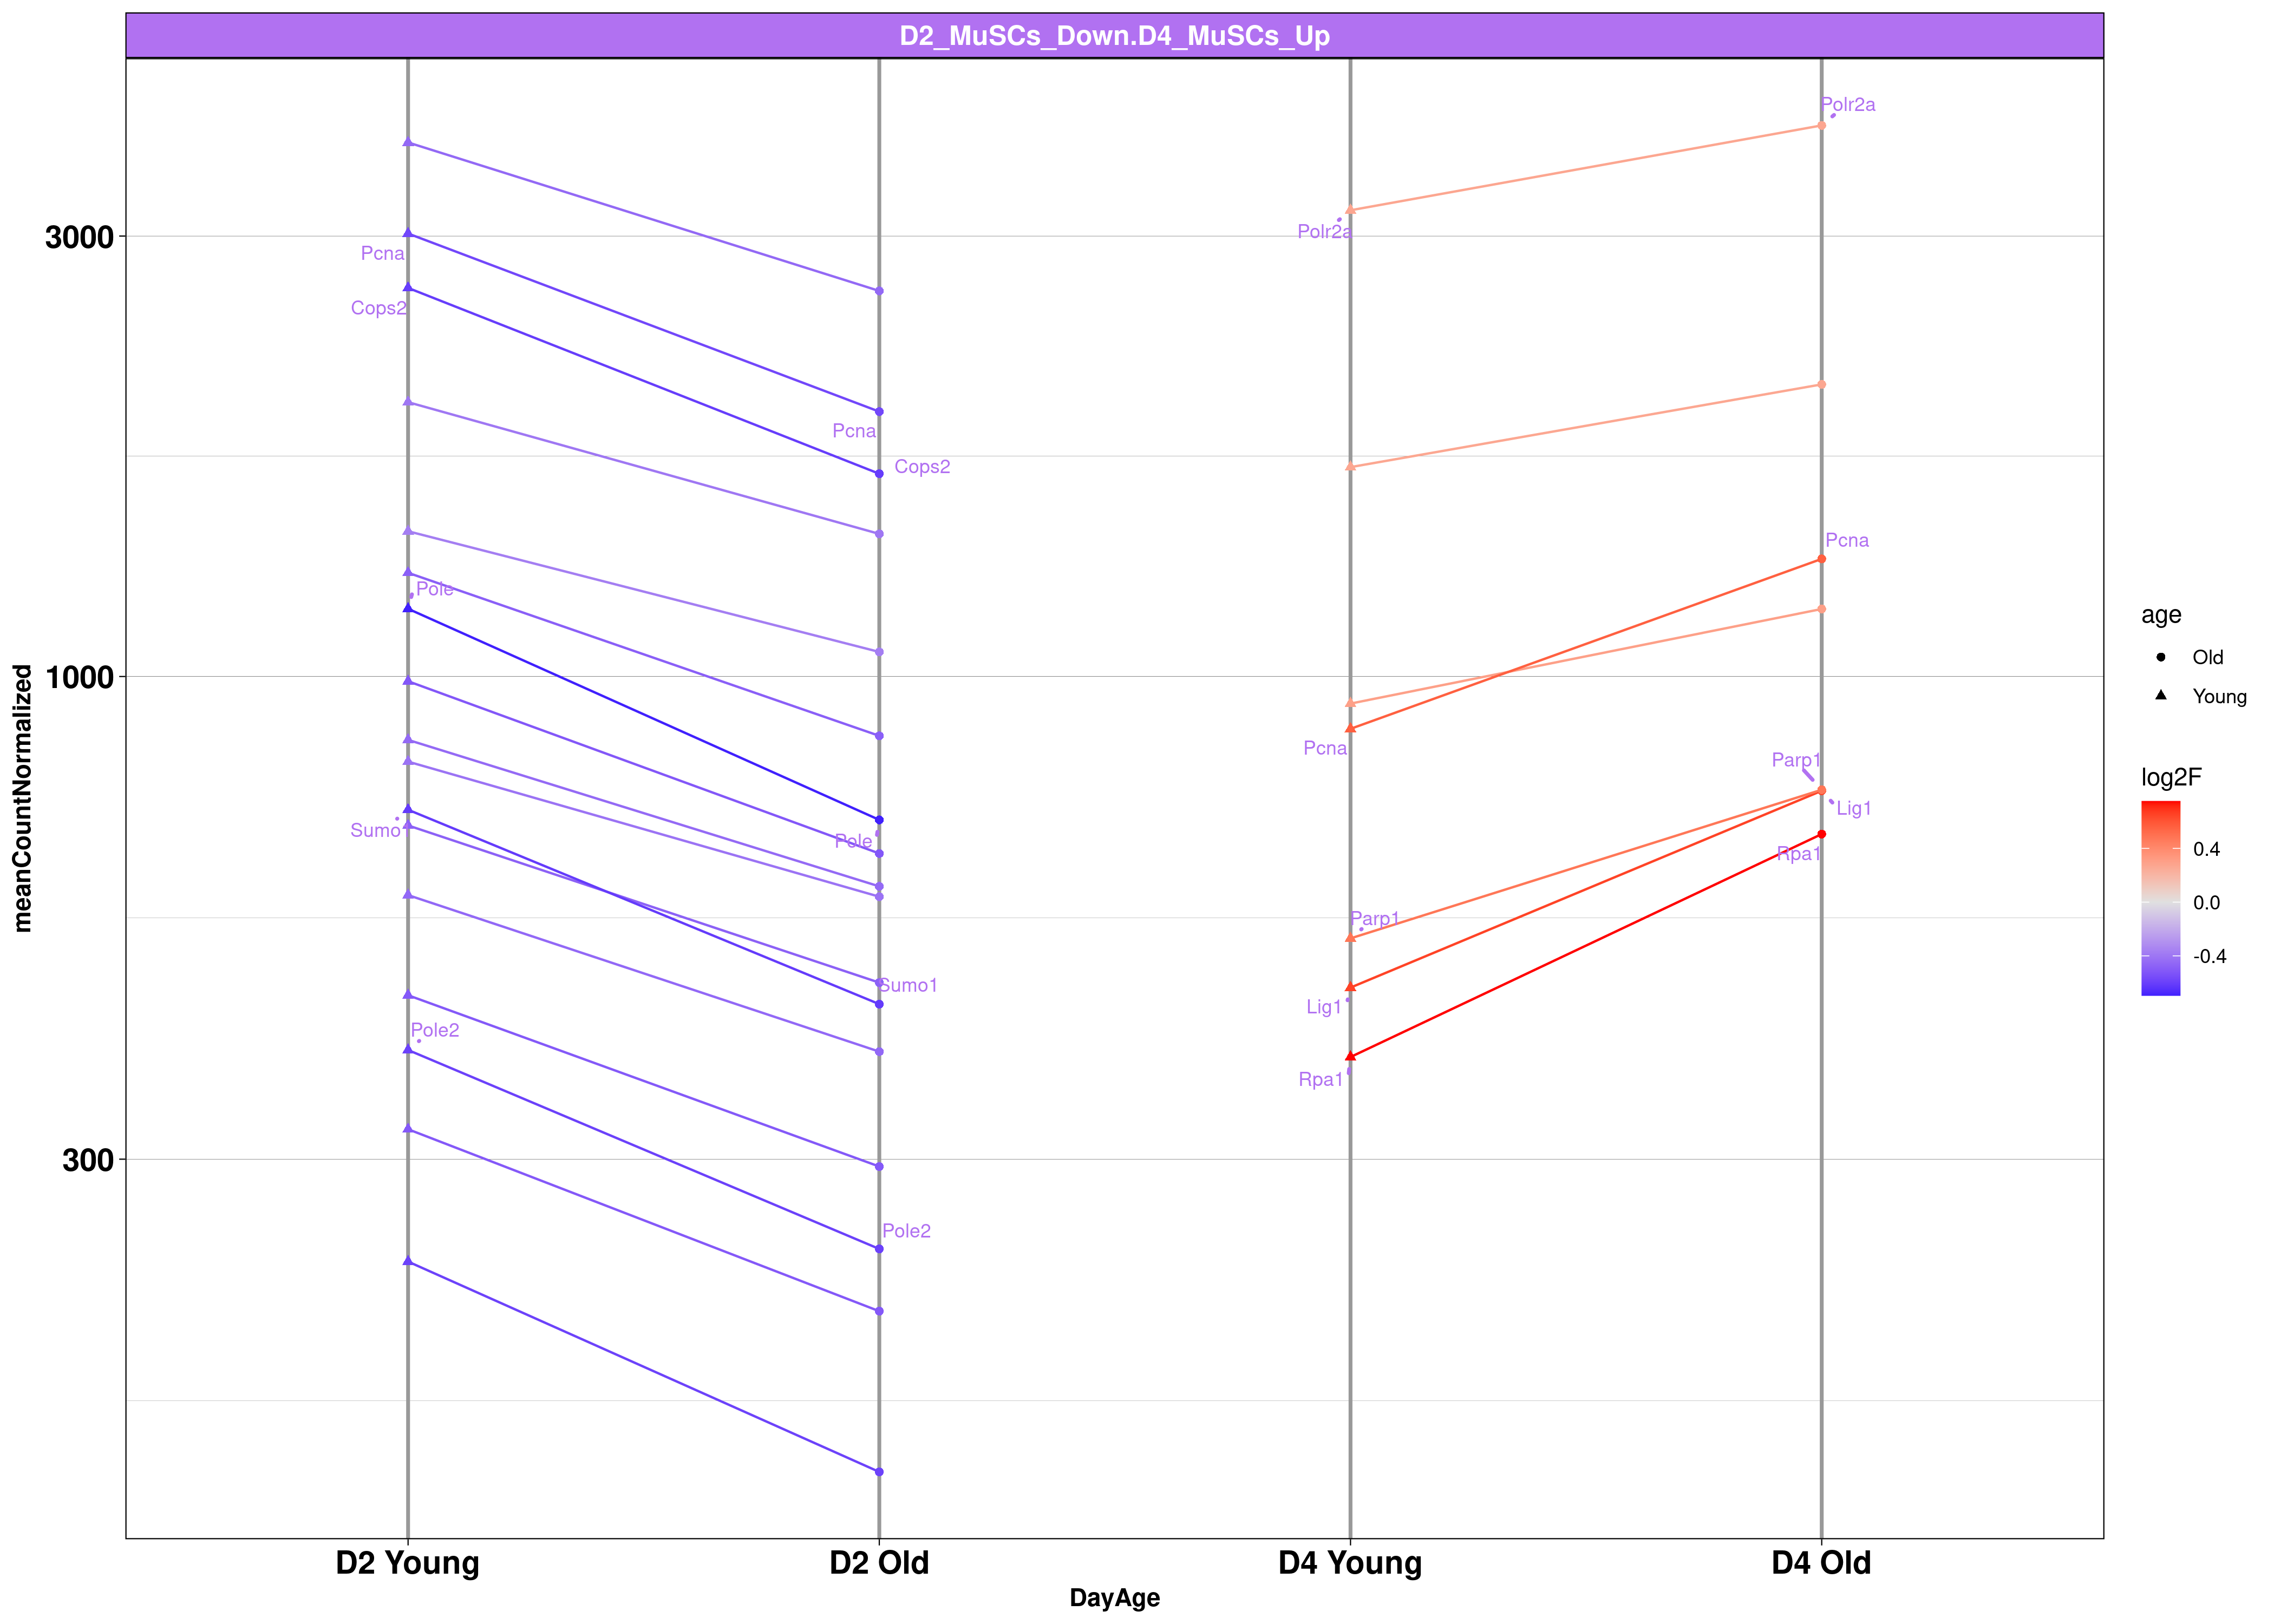 D2_MuSCs_Down.D4_MuSCs_Up
Polr2a
Polr2a
3000
Pcna
Cops2
Pcna
Cops2
Pcna
Pole
age
Old
1000
Young
meanCountNormalized
Pcna
Parp1
log2F
Lig1
Sumo
Pole
0.4
Rpa1
0.0
Parp1
-0.4
Sumo1
Lig1
Pole2
Rpa1
300
Pole2
D2 Young
D2 Old
D4 Young
D4 Old
DayAge